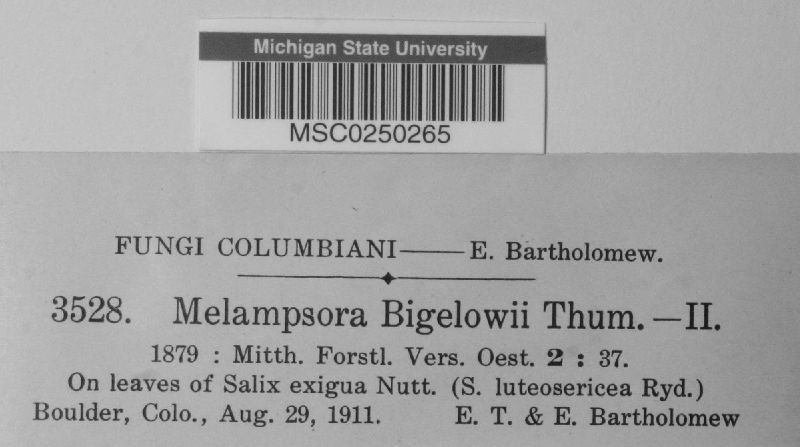 Michigan State University
MSC0250265
FUNGI COLUMBIANI——E. Bartholomew.
3528. Melampsora Bigelowii Thum.—II.
1879 : Mitth. Forstl. Vers. Oest. 2 : 37.
On leaves of Salix exigua Nutt. (S. luteosericea Ryd.)
Boulder, Colo., Aug. 29, 1911. E. T. & E. Bartholomew